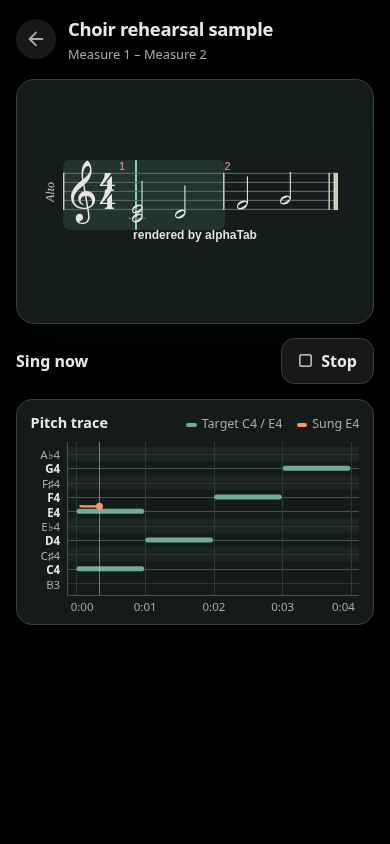 Choir rehearsal sample
Measure 1 – Measure 2
1 2
Alto
4
4
rendered by alphaTab
Sing now
Stop
Pitch trace
Target C4 / E4
Sung E4
A♭4
G4
F♯4
F4
E4
E♭4
D4
C♯4
C4
B3
0:00 0:01 0:02 0:03 0:04